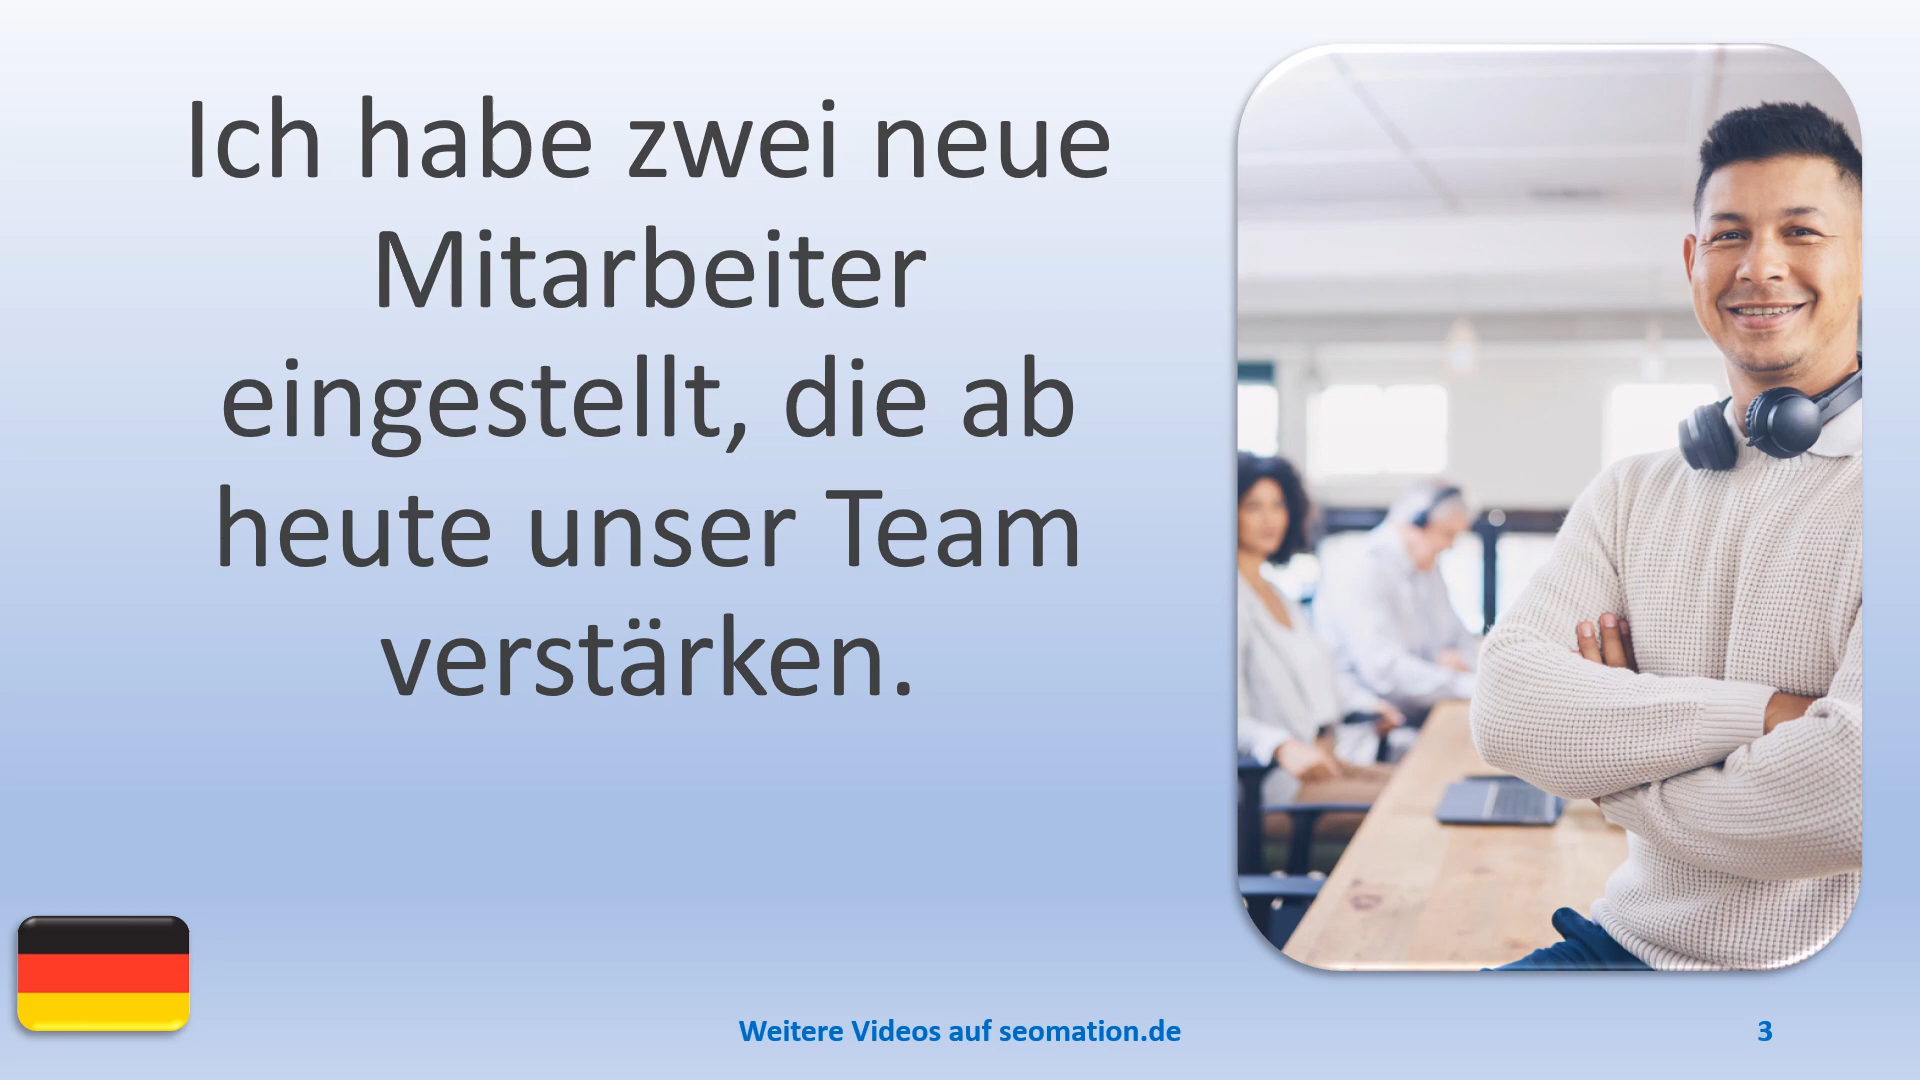 Ich habe zwei neue
Mitarbeiter
eingestellt, die ab
heute unser Team
verstärken.
Weitere Videos auf seomation.de
3